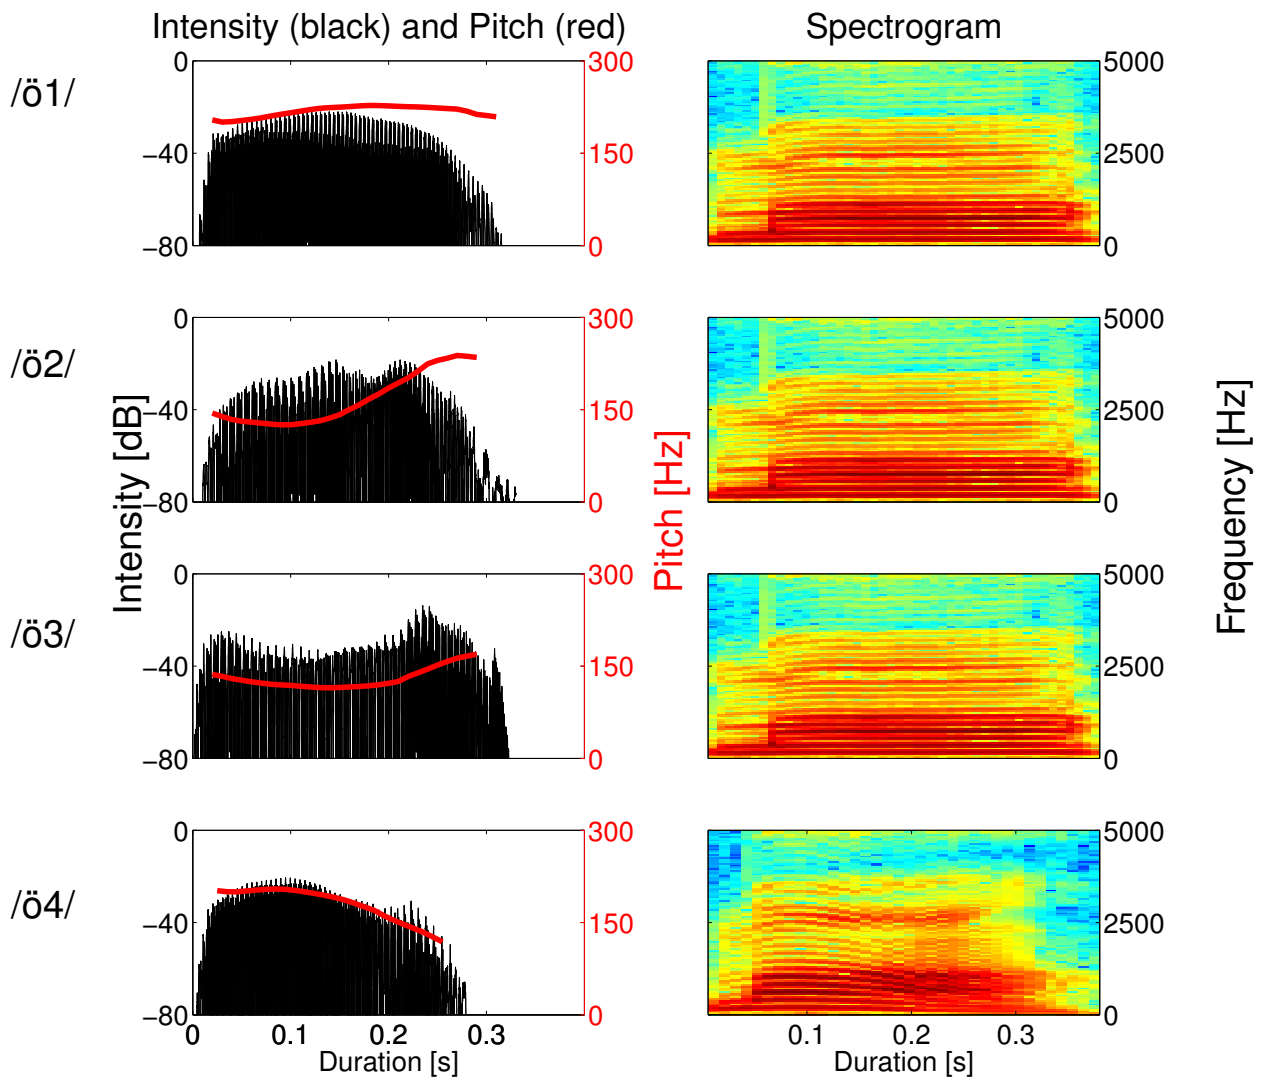 Intensity (black) and Pitch (red)
Spectrogram
/ö1/
0
−40
−80
300
150
0
5000
2500
0
/ö2/
0
−40
−80
300
150
0
5000
2500
0
/ö3/
0
−40
−80
300
150
0
5000
2500
0
/ö4/
0
−40
−80
300
150
0
5000
2500
0
Intensity [dB]
Pitch [Hz]
Frequency [Hz]
0 0.1 0.2 0.3
Duration [s]
0.1 0.2 0.3
Duration [s]